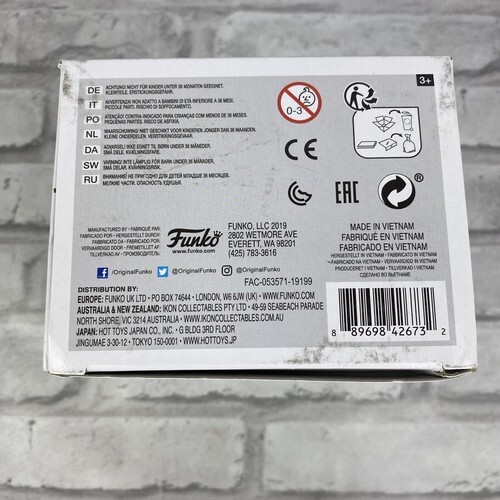 3+
DE ACHTUNG! NICHT FÜR KINDER UNTER 36 MONATEN GEEIGNET.
KLEINTEILE. ERSTICKUNGSGEFAHR.
IT AVVERTENZA: NON ADATTO A BAMBINI DI ETÀ INFERIORE A 36 MESI,
PICCOLE PARTI. RISCHIO DI SOFFOCAMENTO.
PO ATENÇÃO: CONTRA-INDICADO PARA CRIANÇAS COM MENOS DE 36 MESES.
PEQUENAS PARTES. RISCO DE ASFIXIA.
NL WAARSCHUWING! NIET GESCHIKT VOOR KINDEREN JONGER DAN 36 MAANDEN.
KLEINE ONDERDELEN. VERSTIKKINGSGEVAAR.
DA ADVARSEL! IKKE EGNET TIL BØRN UNDER 36 MÅNEDER.
SMÅ DELE. KVÆLNINGSFARE.
SW VARNING! INTE LÄMPLIG FÖR BARN UNDER 36 MÅNADER.
SMÅ DELAR. KVÄVNINGSRISK.
RU ВНИМАНИЕ! НЕ ПРИГОДНО ДЛЯ ДЕТЕЙ МЛАДШЕ 36 МЕСЯЦЕВ.
МЕЛКИЕ ЧАСТИ. ОПАСНОСТЬ УДУШЬЯ.
0-3
CE
EAC
MANUFACTURED BY • FABRIQUÉ PAR
FABRICADO POR • HERGESTELLT DURCH
FABBRICATO DA • FABRICADO POR
VERVAARDIGD DOOR • FREMSTILLET AF
TILLVERKAD AV
Funko
www.funko.com
FUNKO, LLC 2019
2802 WETMORE AVE
EVERETT, WA 98201
(425) 783-3616
MADE IN VIETNAM
FABRIQUÉ EN VIETNAM
FABRICADO EN VIETNAM
HERGESTELLT IN VIETNAM • FABBRICATO IN VIETNAM
FABRICADO NO VIETNAM • VERVAARDIGD IN VIETNAM
PRODUCERET I VIETNAM • TILLVERKAD I VIETNAM
/OriginalFunko @OriginalFunko @OriginalFunko
FAC-053571-19199
DISTRIBUTION BY:
EUROPE: FUNKO UK LTD • PO BOX 74644 • LONDON, W6 6JW (UK) • WWW.FUNKO.COM
AUSTRALIA & NEW ZEALAND: IKON COLLECTABLES PTY LTD • 49-59 SEABEACH PARADE
NORTH SHORE, VIC 3214 AUSTRALIA • WWW.IKONCOLLECTABLES.COM.AU
JAPAN: HOT TOYS JAPAN CO., INC. • G BLDG 3RD FLOOR
JINGUMAE 3-30-12 • TOKYO 150-0001 • WWW.HOTTOYS.JP
8 89698 42673 2